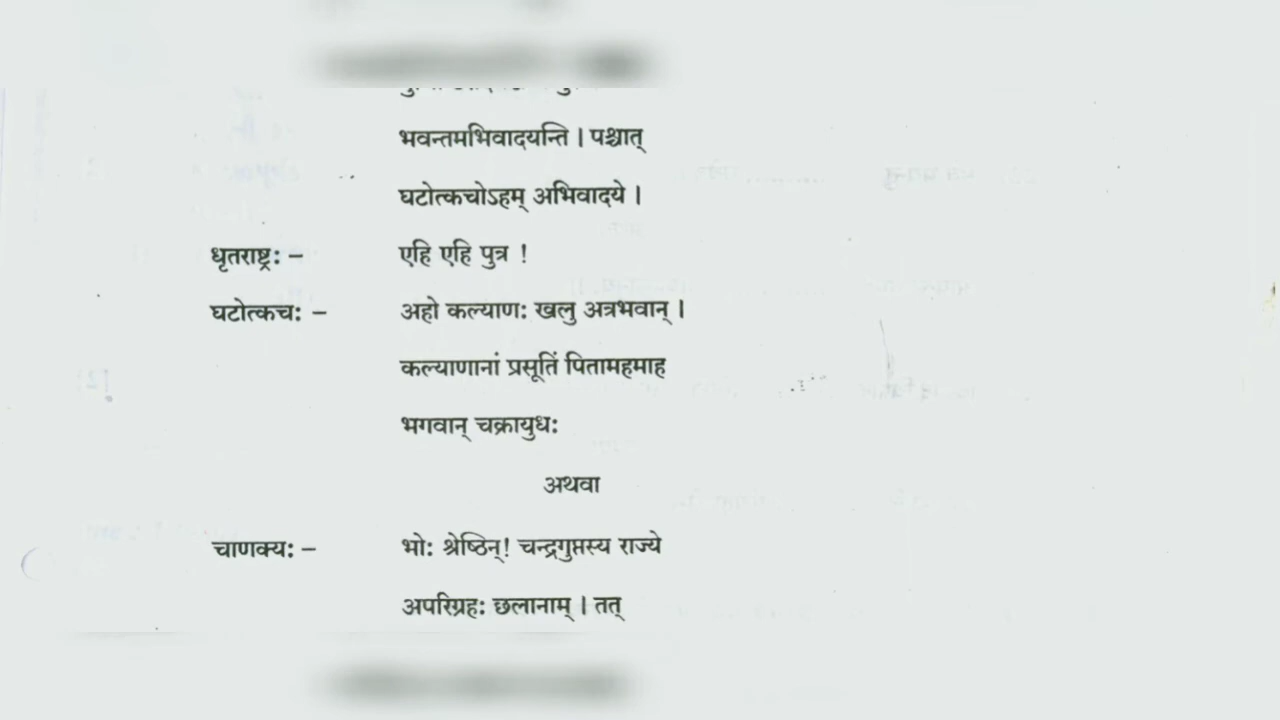 भवन्तमभिवादयन्ति । पश्चात्
घटोत्कचोऽहम् अभिवादये ।
धृतराष्ट्रः – एहि एहि पुत्र !
घटोत्कचः – अहो कल्याणः खलु अत्रभवान् ।
कल्याणानां प्रसूतिं पितामहमाह
भगवान् चक्रायुधः
अथवा
चाणक्यः – भोः श्रेष्ठिन्! चन्द्रगुप्तस्य राज्ये
अपरिग्रहः छलानाम् । तत्